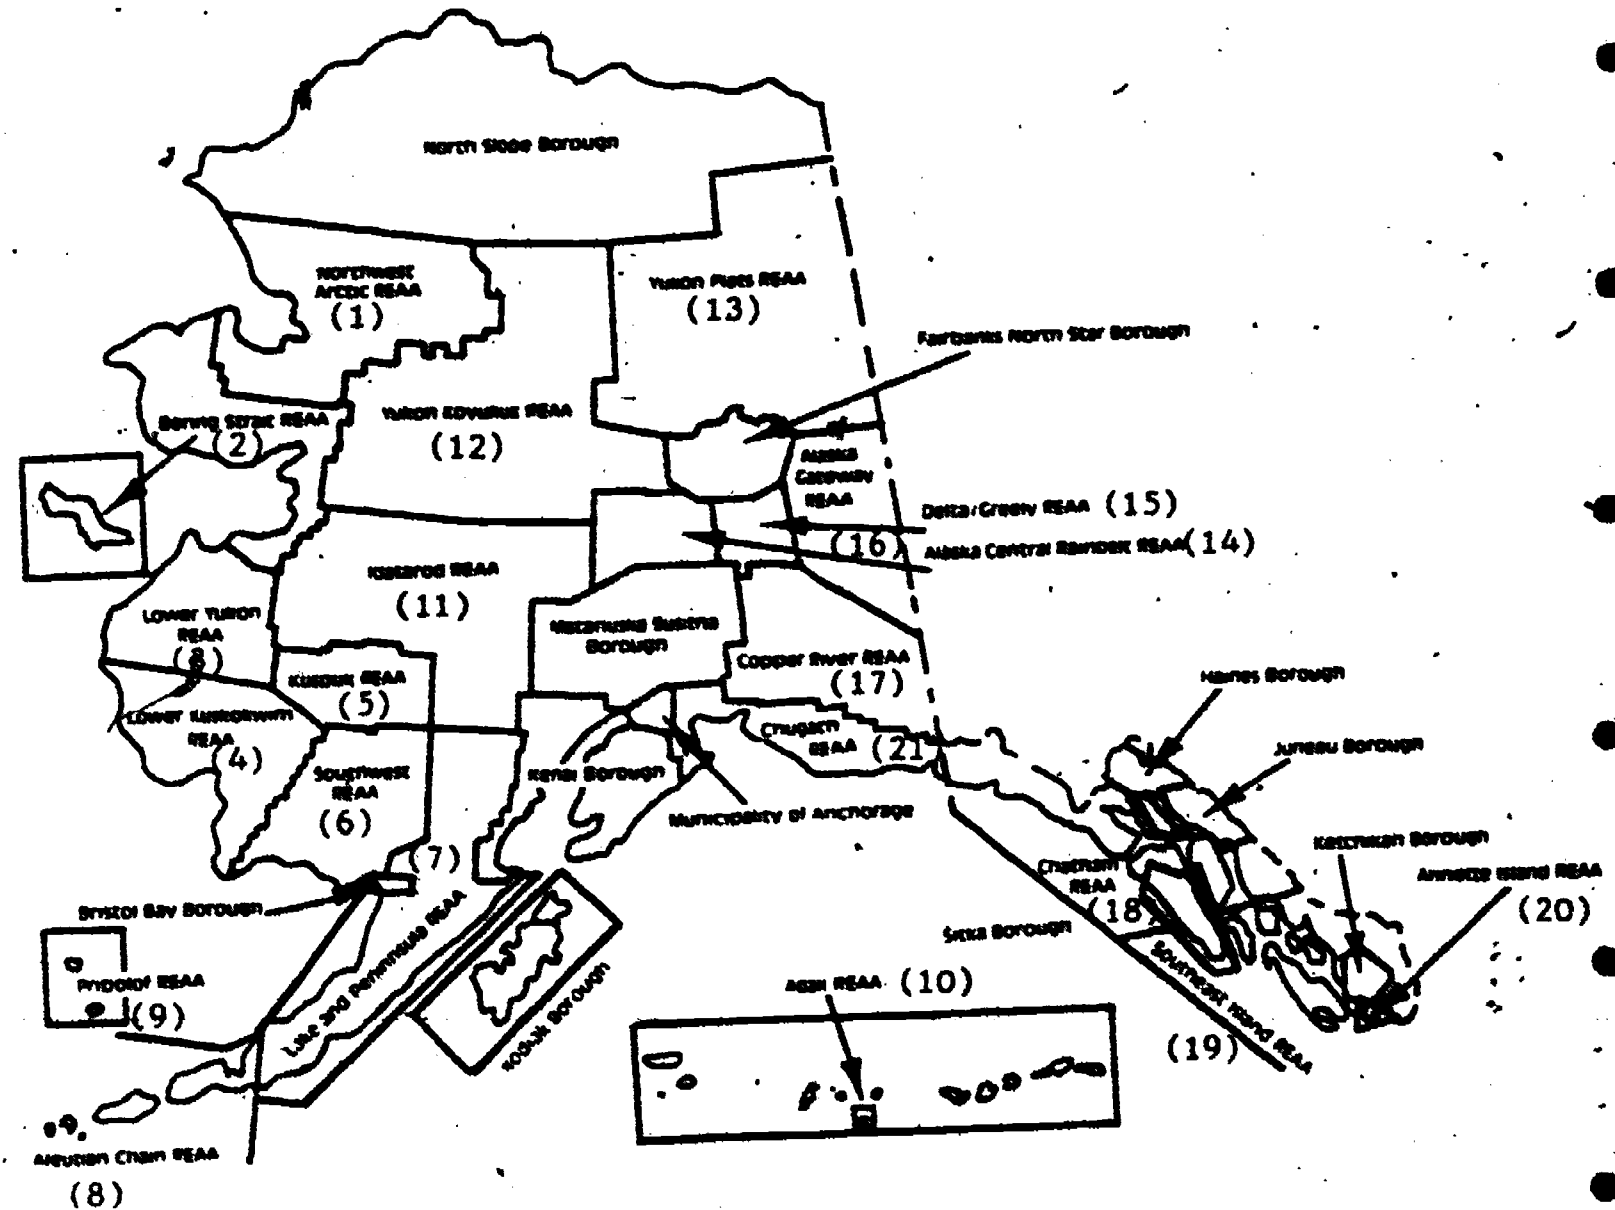 North Slope Borough
Northwest
Arctic REAA
(1)
Yukon Flats REAA
(13)
Fairbanks North Star Borough
Bering Strait REAA
(2)
Yukon Koyukuk REAA
(12)
Alaska
Gateway
REAA
(16)
Delta/Greely REAA (15)
Alaska Central Railbelt REAA (14)
Iditarod REAA
(11)
Lower Yukon
REAA
Matanuska Susitna
Borough
Copper River REAA
(17)
Kuspuk REAA
(5)
Lower Kuskokwim
REAA
(4)
Haines Borough
Chugach
REAA (21
Juneau Borough
Southwest
REAA
(6)
Kenai Borough
Municipality of Anchorage
Ketchikan Borough
(7)
Chatham
REAA
(18)
Annette Island REAA
(20)
Bristol Bay Borough
Sitka Borough
Lake and Peninsula REAA
Southeast Island REAA
(19)
Pribilof REAA
(9)
Kodiak Borough
Adak REAA (10)
Aleutian Chain REAA
(8)